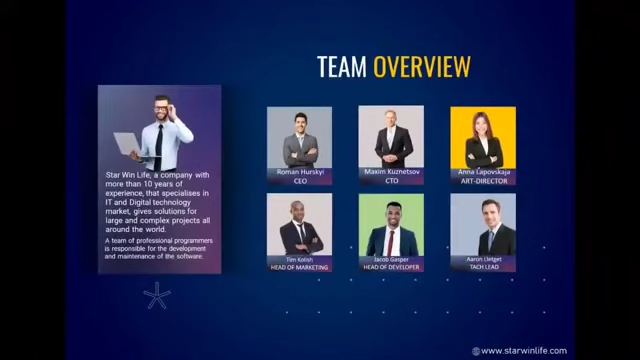 TEAM OVERVIEW
Star Win Life, a company with
more than 10 years of
experience, that specialises in
IT and Digital technology
market, gives solutions for
large and complex projects all
around the world.
A team of professional programmers
is responsible for the development
and maintenance of the software.
Roman Hurskyi
CEO
Maxim Kuznetsov
CTO
Anna Lapovskaja
ART-DIRECTOR
Tim Kolish
HEAD OF MARKETING
Jacob Gasper
HEAD OF DEVELOPER
Aaron
TACH LEAD
www.starwinlife.com